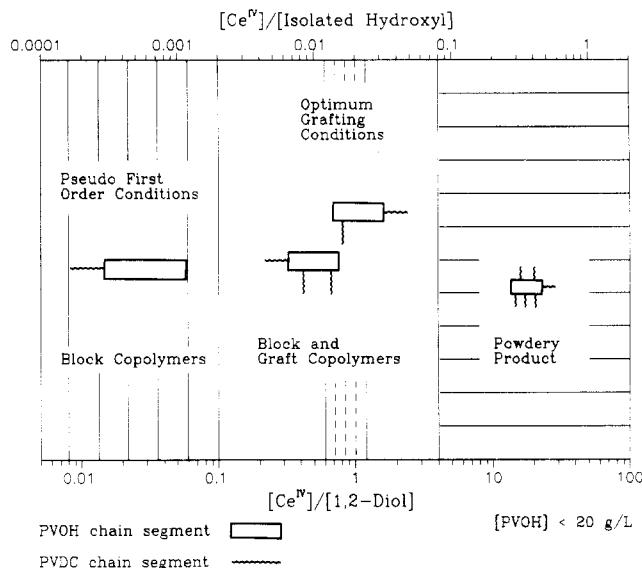 [Ce^IV]/[Isolated Hydroxyl]
0.0001 0.001 0.01 0.1 1
Optimum
Grafting
Conditions
Pseudo First
Order Conditions
Block Copolymers
Block and
Graft Copolymers
Powdery
Product
0.01 0.1 1 10 100
[Ce^IV]/[1,2-Diol]
[PVOH] < 20 g/L
PVOH chain segment
PVDC chain segment